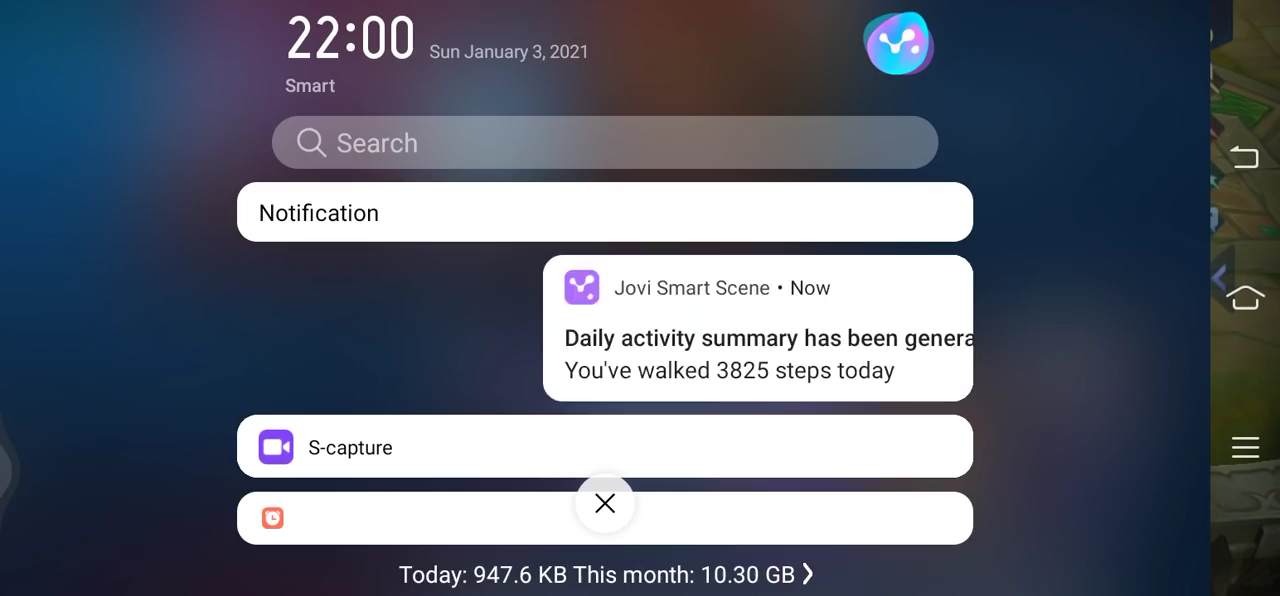 22:00 Sun January 3, 2021
Smart
Search
Notification
Jovi Smart Scene • Now
Daily activity summary has been genera
You've walked 3825 steps today
S-capture
Today: 947.6 KB This month: 10.30 GB ❯